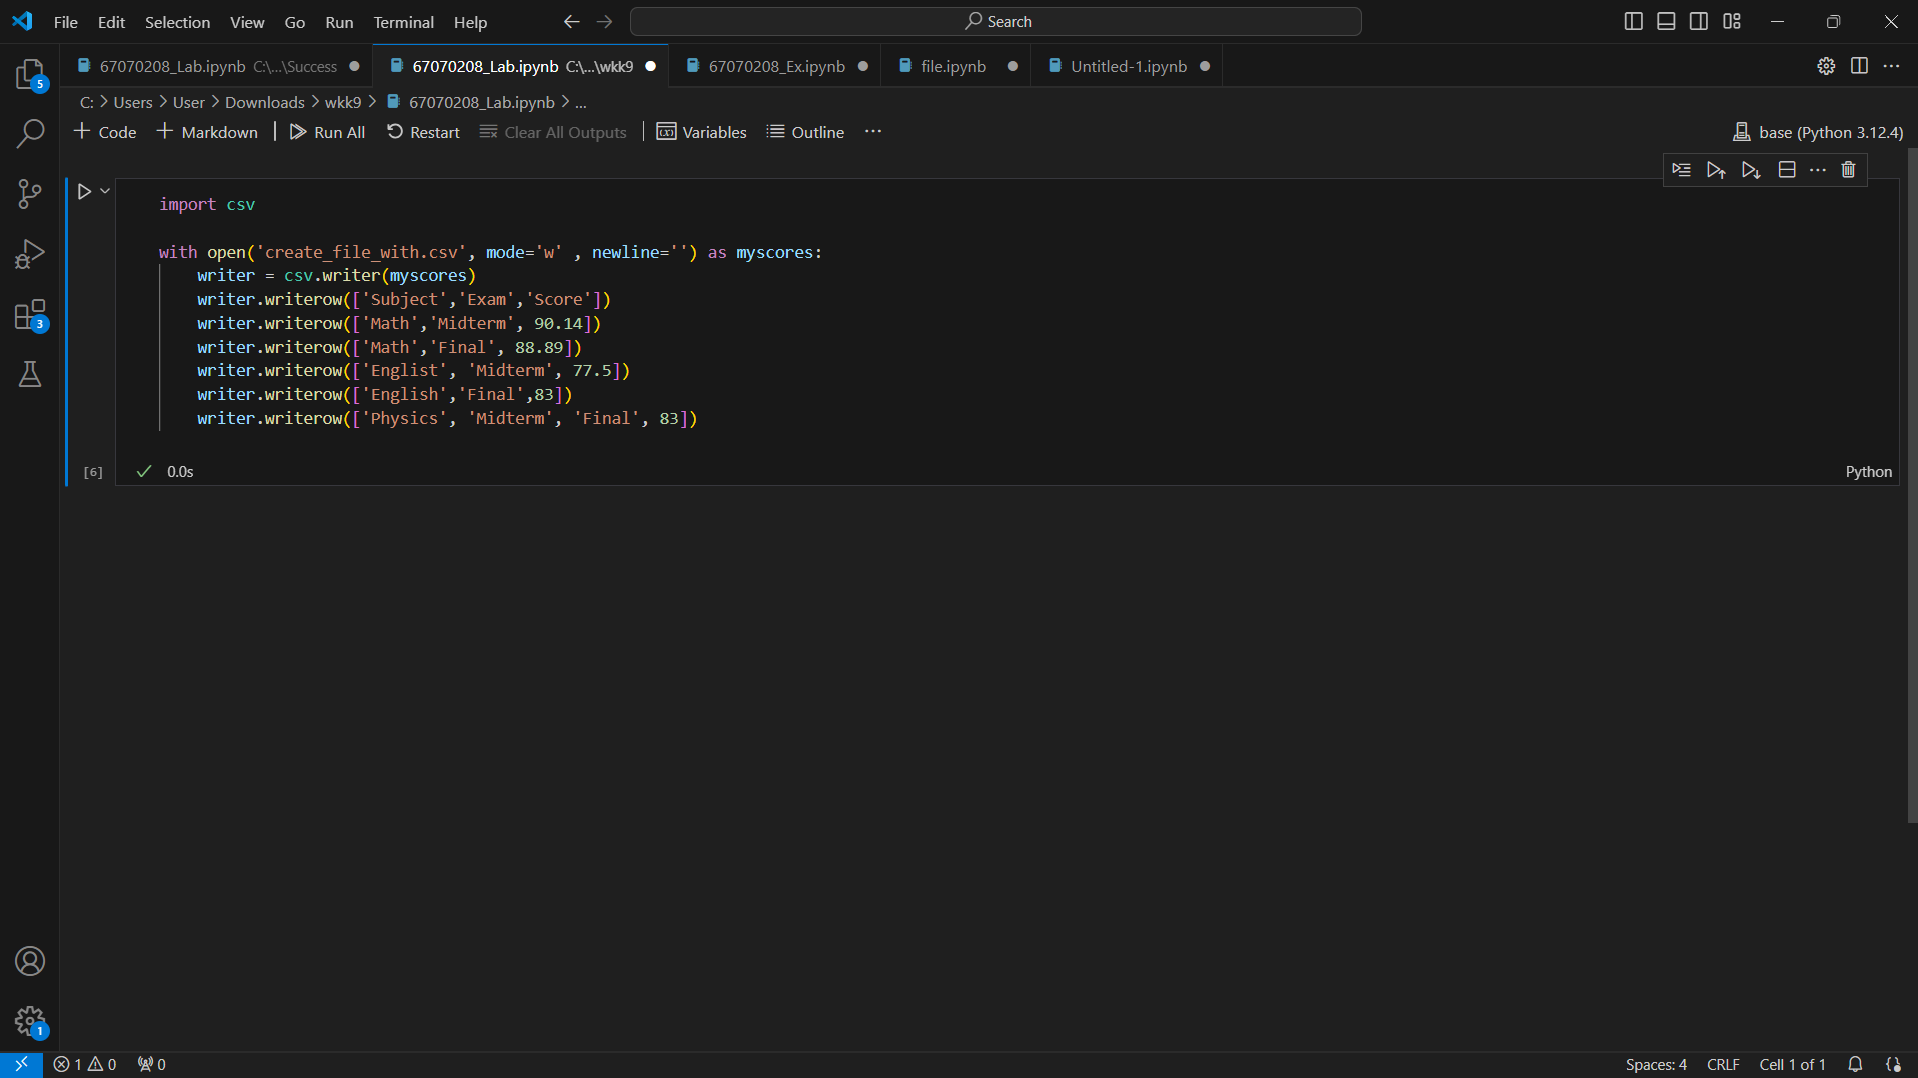 File Edit Selection View Go Run Terminal Help Search
67070208_Lab.ipynb C:\...\Success 67070208_Lab.ipynb C:\...\wkk9 67070208_Ex.ipynb file.ipynb Untitled-1.ipynb
5
C: > Users > User > Downloads > wkk9 > 67070208_Lab.ipynb > ...
+ Code + Markdown Run All Restart Clear All Outputs Variables Outline ... base (Python 3.12.4)
import csv
with open('create_file_with.csv', mode='w' , newline='') as myscores:
writer = csv.writer(myscores)
writer.writerow(['Subject','Exam','Score'])
3
writer.writerow(['Math','Midterm', 90.14])
writer.writerow(['Math','Final', 88.89])
writer.writerow(['Englist', 'Midterm', 77.5])
writer.writerow(['English','Final',83])
writer.writerow(['Physics', 'Midterm', 'Final', 83])
[6] 0.0s Python
1
1 0 0 Spaces: 4 CRLF Cell 1 of 1